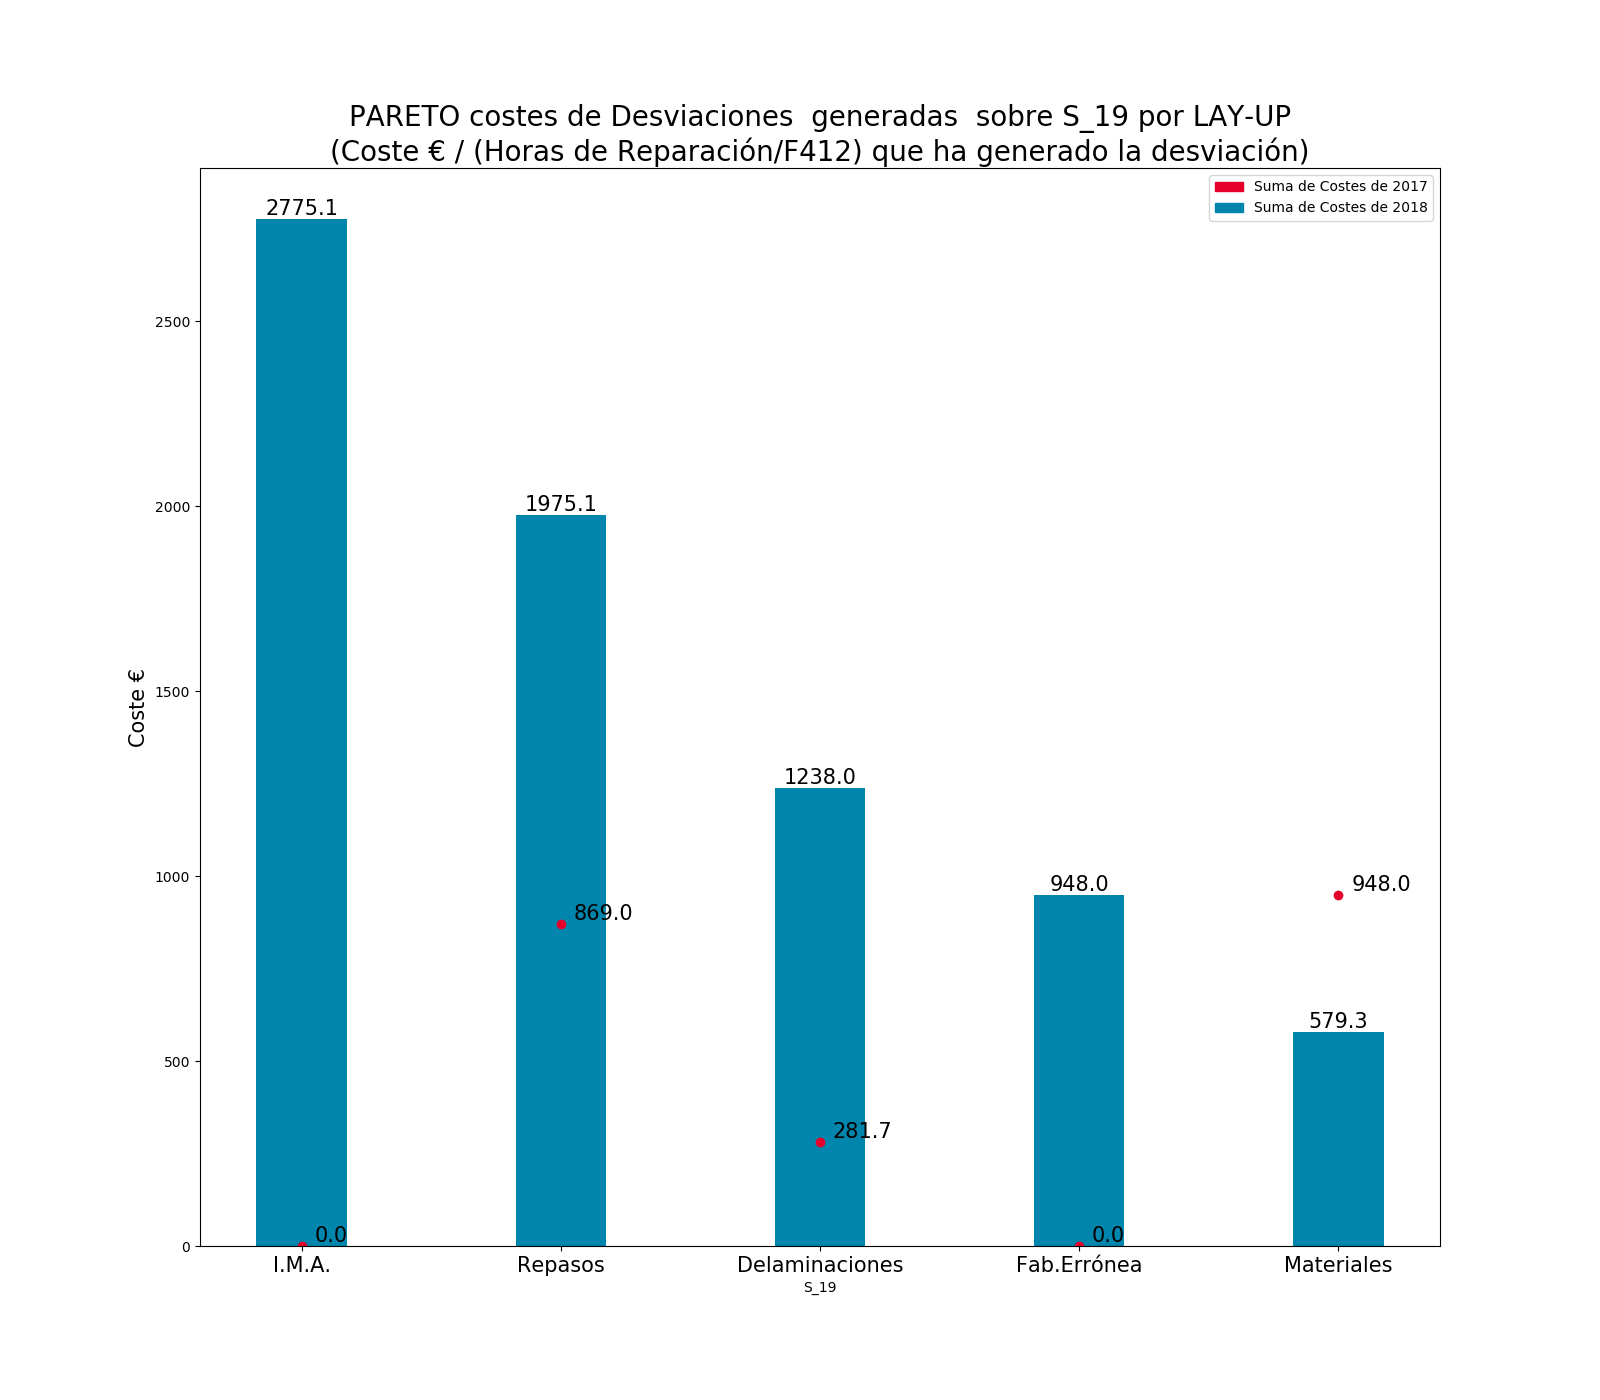 PARETO costes de Desviaciones  generadas  sobre S_19 por LAY-UP
(Coste € / (Horas de Reparación/F412) que ha generado la desviación)
Suma de Costes de 2017
Suma de Costes de 2018
Coste €
2500
2000
1500
1000
500
0
2775.1
1975.1
1238.0
948.0
579.3
0.0
869.0
281.7
0.0
948.0
I.M.A.
Repasos
Delaminaciones
Fab.Errónea
Materiales
S_19